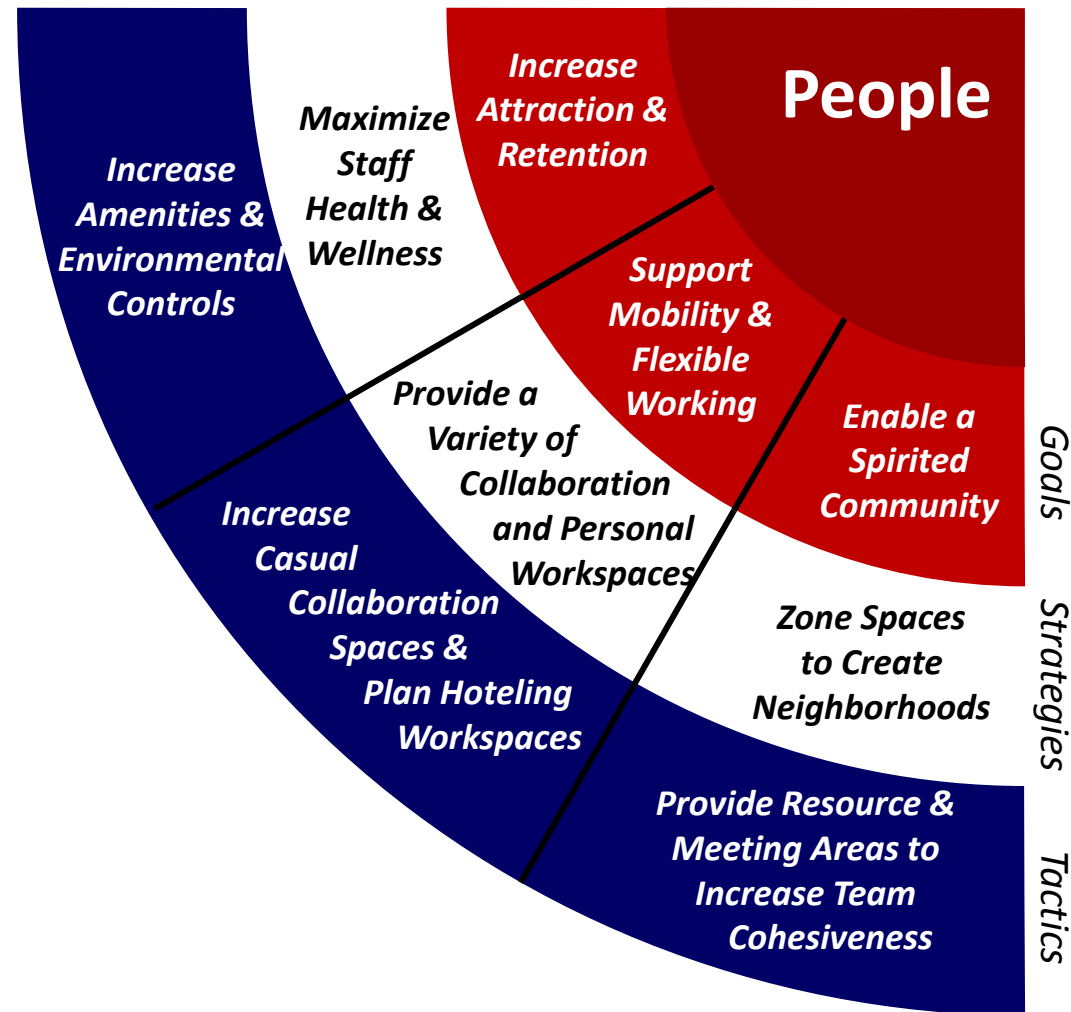 People
Increase
Attraction &
Retention
Support
Mobility &
Flexible
Working
Enable a
Spirited
Community
Goals
Maximize
Staff
Health &
Wellness
Provide a
Variety of
Collaboration
and Personal
Workspaces
Zone Spaces
to Create
Neighborhoods
Strategies
Increase
Amenities &
Environmental
Controls
Increase
Casual
Collaboration
Spaces &
Plan Hoteling
Workspaces
Provide Resource &
Meeting Areas to
Increase Team
Cohesiveness
Tactics